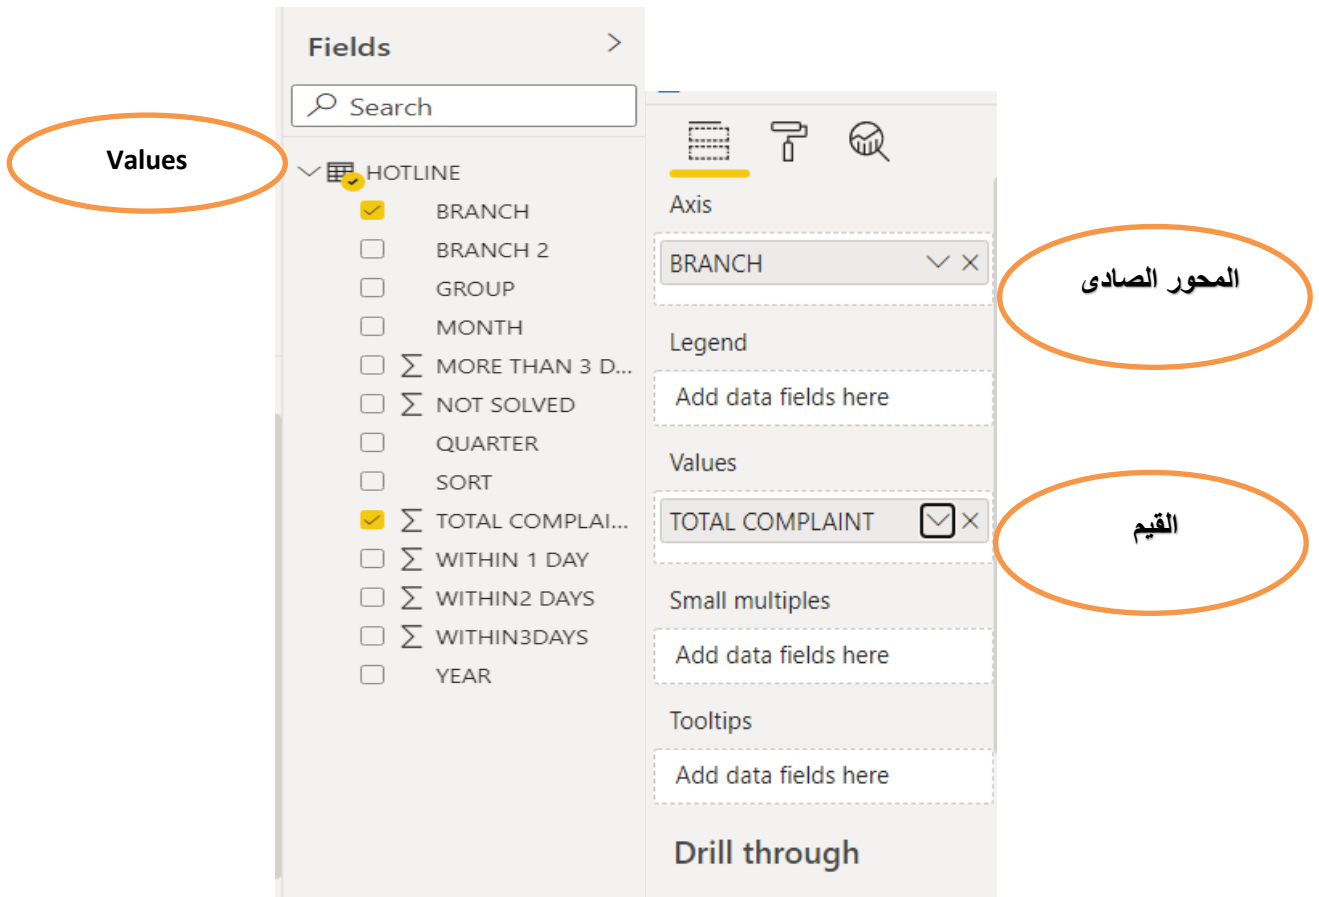 Values
Fields
Search
HOTLINE
BRANCH
BRANCH 2
GROUP
MONTH
MORE THAN 3 D...
NOT SOLVED
QUARTER
SORT
TOTAL COMPLAI...
WITHIN 1 DAY
WITHIN2 DAYS
WITHIN3DAYS
YEAR
Axis
BRANCH
Legend
Add data fields here
Values
TOTAL COMPLAINT
Small multiples
Add data fields here
Tooltips
Add data fields here
Drill through
المحور الصادى
القيم